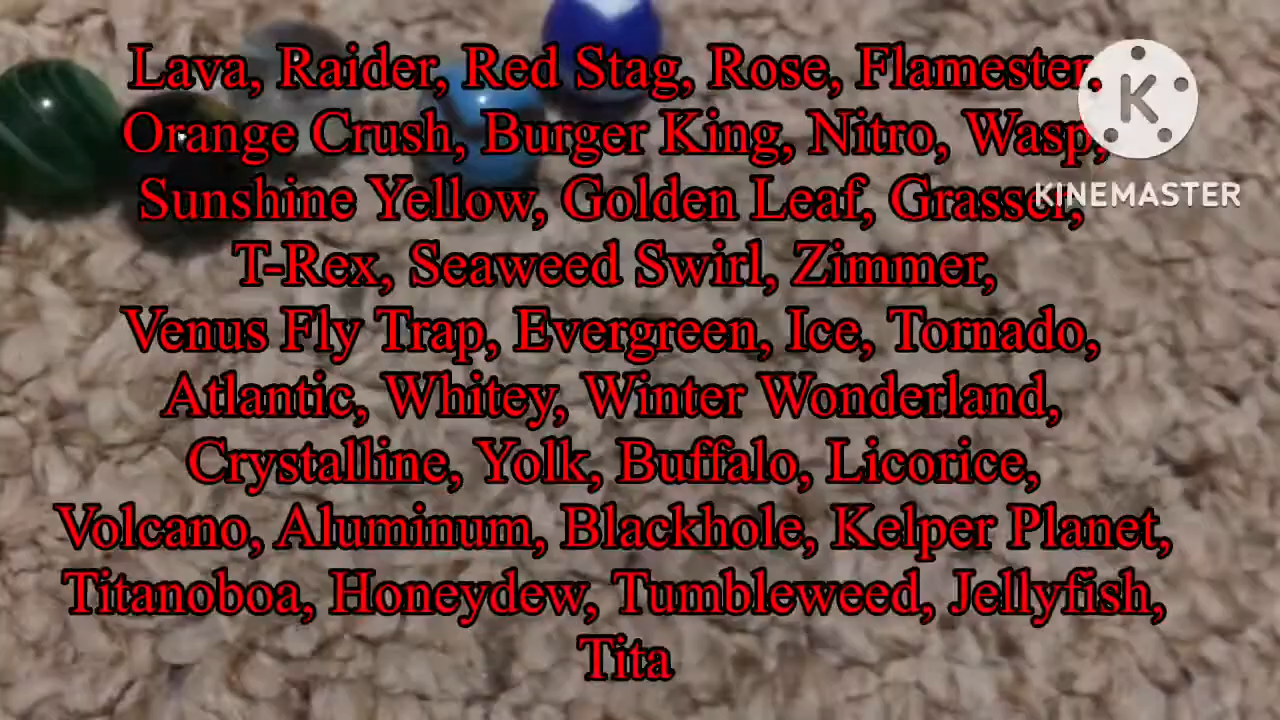 Lava, Raider, Red Stag, Rose, Flamester,
Orange Crush, Burger King, Nitro, Wasp,
Sunshine Yellow, Golden Leaf, Grasser,
T-Rex, Seaweed Swirl, Zimmer,
Venus Fly Trap, Evergreen, Ice, Tornado,
Atlantic, Whitey, Winter Wonderland,
Crystalline, Yolk, Buffalo, Licorice,
Volcano, Aluminum, Blackhole, Kelper Planet,
Titanoboa, Honeydew, Tumbleweed, Jellyfish,
Tita
K
KINEMASTER